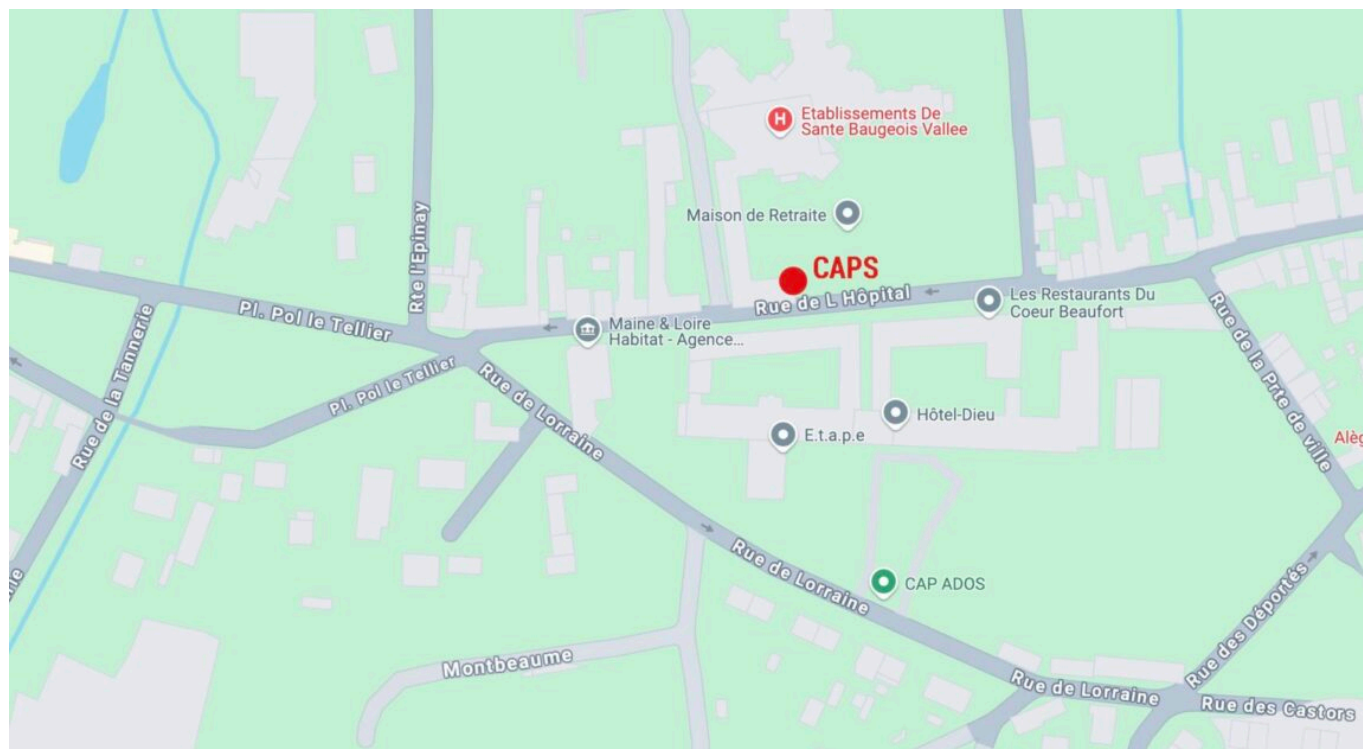 H
Etablissements De
Sante Baugeois Vallee
Maison de Retraite
CAPS
Rte l'Epinay
Rue de L Hôpital
Les Restaurants Du
Coeur Beaufort
Pl. Pol le Tellier
Maine & Loire
Habitat - Agence...
Rue de la Tannerie
Pl. Pol le Tellier
Rue de Lorraine
Rue de la Prte de ville
Hôtel-Dieu
E.t.a.p.e
Alèg
Rue de Lorraine
CAP ADOS
Rue des Déportés
Montbeaume
Rue de Lorraine
Rue des Castors